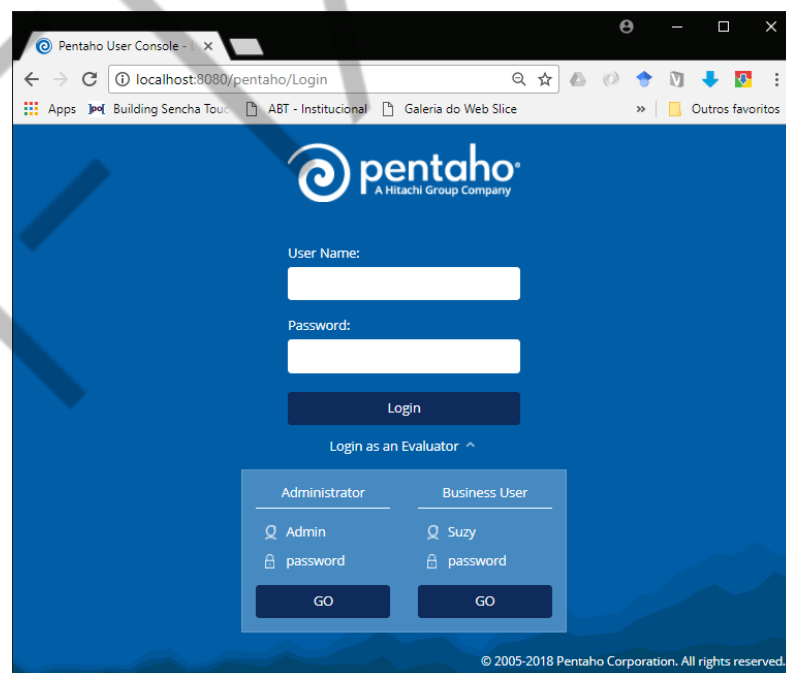 Pentaho User Console -
localhost:8080/pentaho/Login
Apps Building Sencha Touc ABT - Institucional Galeria do Web Slice » Outros favoritos
pentaho®
A Hitachi Group Company
User Name:
Password:
Login
Login as an Evaluator
Administrator Business User
Admin Suzy
password password
GO GO
© 2005-2018 Pentaho Corporation. All rights reserved.